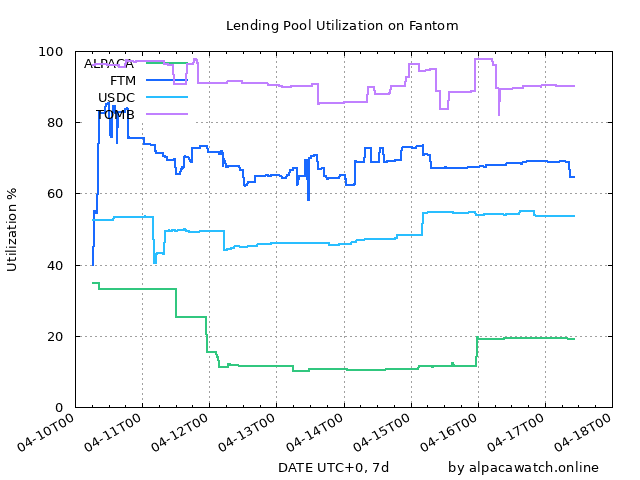 Lending Pool Utilization on Fantom
100
80
60
40
20
0
Utilization %
ALPACA
FTM
USDC
TOMB
04-10T00
04-11T00
04-12T00
04-13T00
04-14T00
04-15T00
04-16T00
04-17T00
04-18T00
DATE UTC+0, 7d
by alpacawatch.online